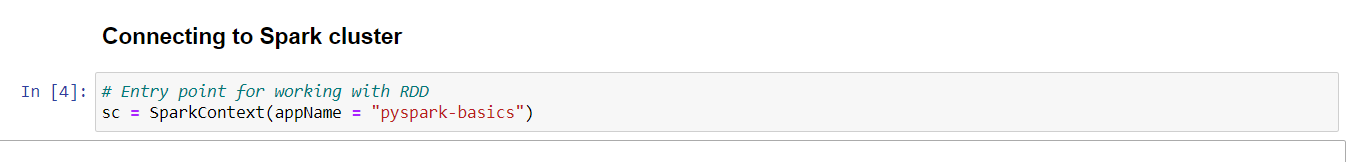 Connecting to Spark cluster
In [4]: # Entry point for working with RDD
sc = SparkContext(appName = "pyspark-basics")